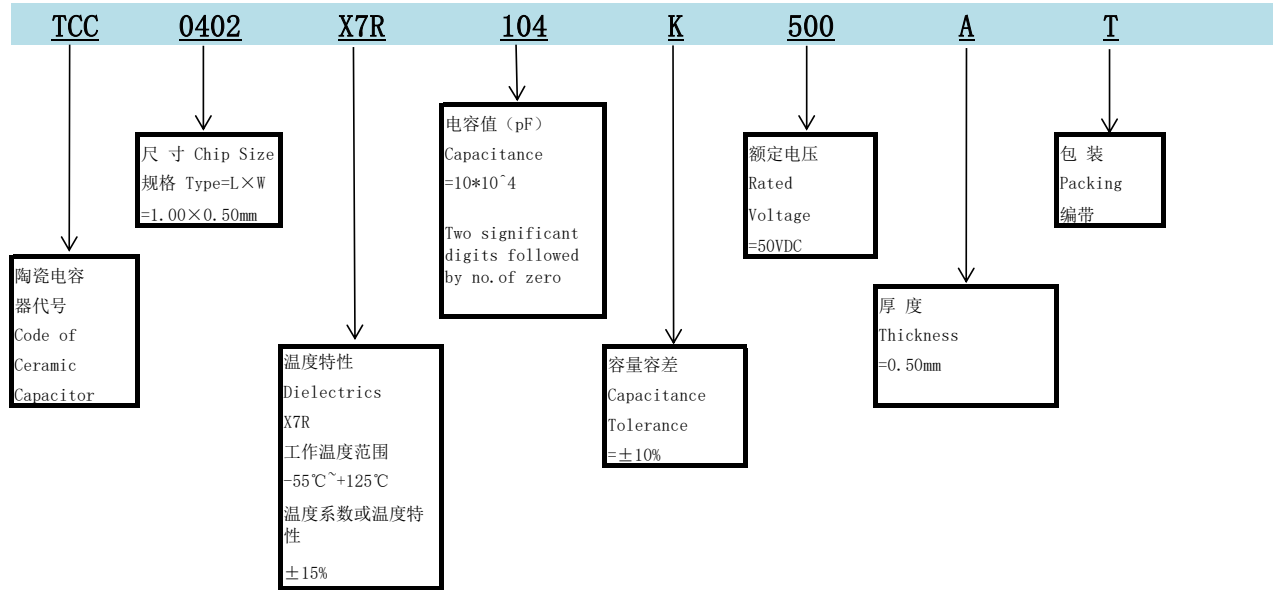 TCC 0402 X7R 104 K 500 A T
陶瓷电容
器代号
Code of
Ceramic
Capacitor
尺 寸 Chip Size
规格 Type=L×W
=1.00×0.50mm
温度特性
Dielectrics
X7R
工作温度范围
-55℃~+125℃
温度系数或温度特
性
±15%
电容值（pF）
Capacitance
=10*10^4
Two significant
digits followed
by no.of zero
容量容差
Capacitance
Tolerance
=±10%
额定电压
Rated
Voltage
=50VDC
厚 度
Thickness
=0.50mm
包 装
Packing
编带